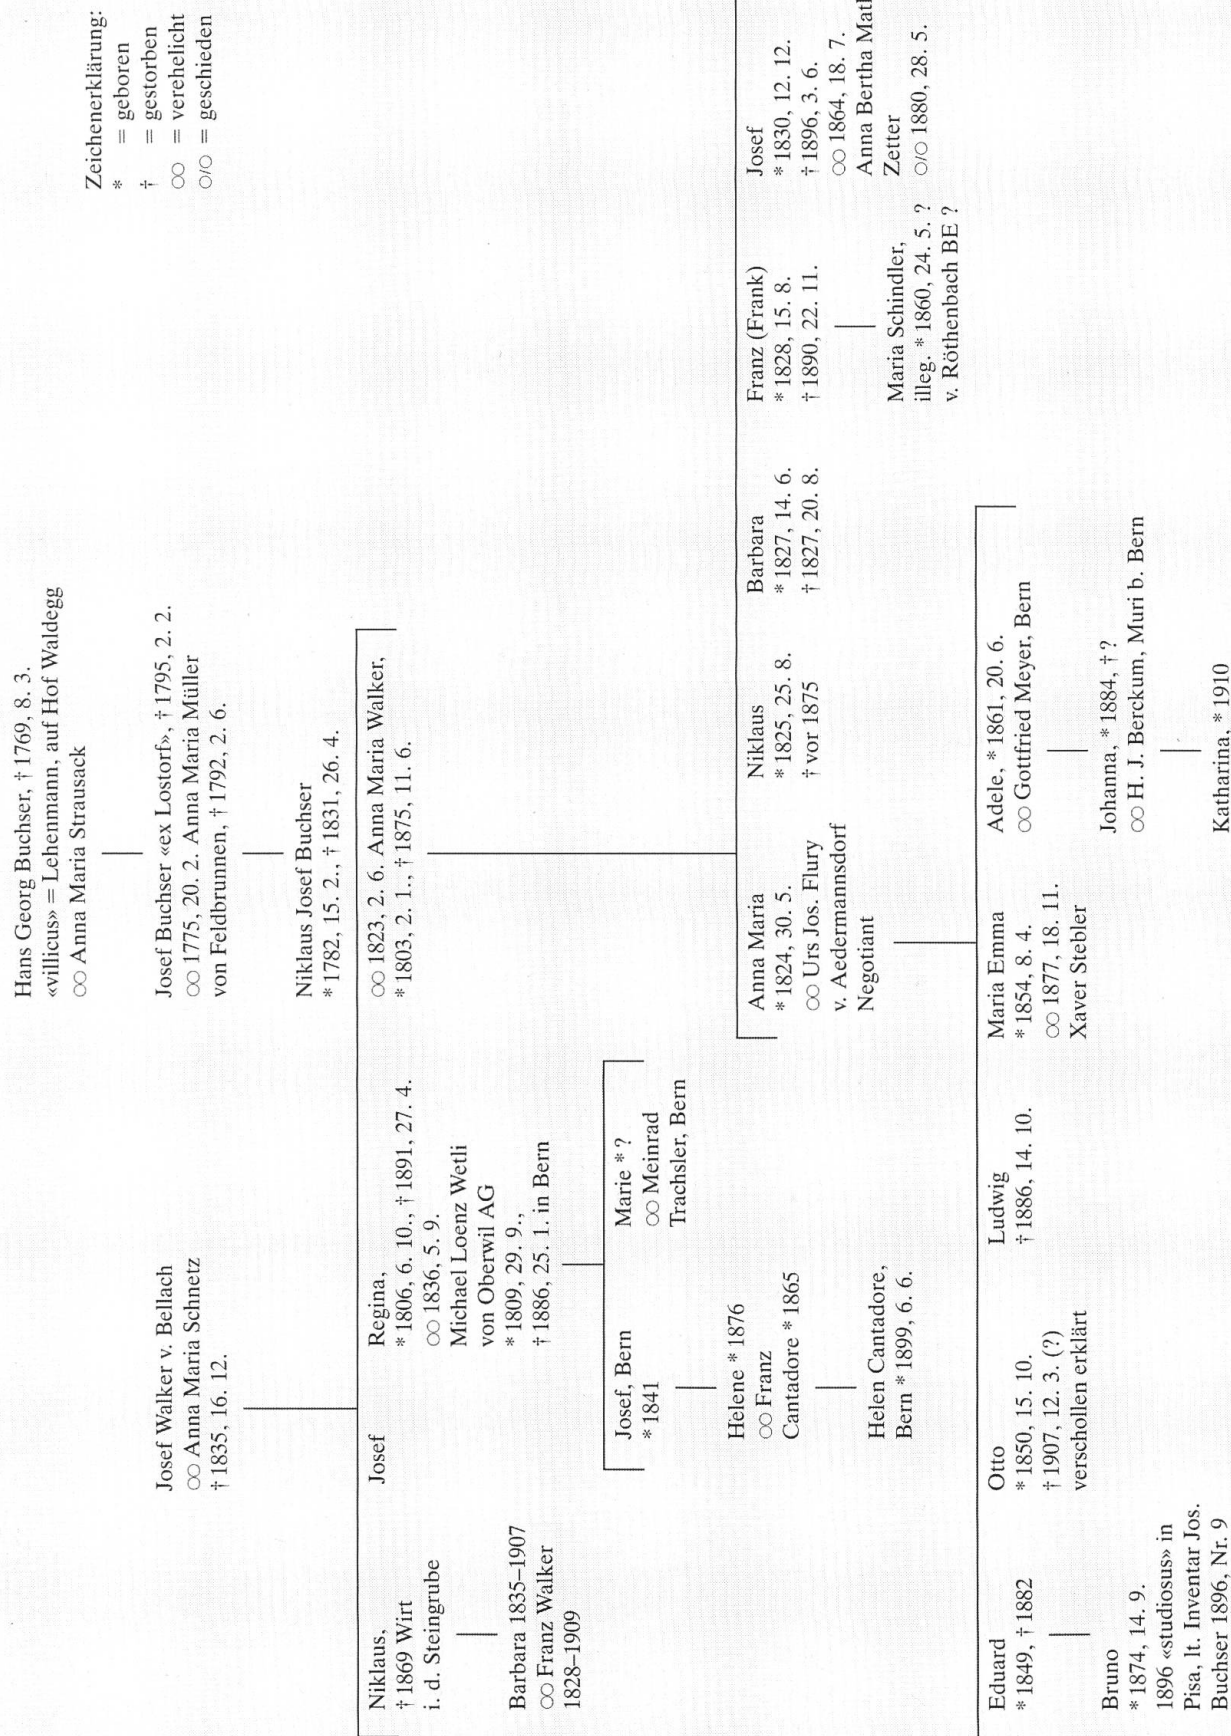 Hans Georg Buchser, † 1769, 8. 3.
«villicus» = Lehenmann, auf Hof Waldegg
∞ Anna Maria Strausack
Zeichenerklärung:
* = geboren
† = gestorben
∞ = verehelicht
o/o = geschieden
Josef Walker v. Bellach
∞ Anna Maria Schnetz
† 1835, 16. 12.
Josef Buchser «ex Lostorf», † 1795, 2. 2.
∞ 1775, 20. 2. Anna Maria Müller
von Feldbrunnen, † 1792, 2. 6.
Niklaus Josef Buchser
* 1782, 15. 2., † 1831, 26. 4.
Niklaus,
† 1869 Wirt
i. d. Steingrube
Josef
Regina,
* 1806, 6. 10., † 1891, 27. 4.
∞ 1836, 5. 9.
Michael Loenz Wetli
von Oberwil AG
* 1809, 29. 9.,
† 1886, 25. 1. in Bern
∞ 1823, 2. 6. Anna Maria Walker,
* 1803, 2. 1., † 1875, 11. 6.
Barbara 1835–1907
∞ Franz Walker
1828–1909
Josef, Bern
* 1841
Marie * ?
∞ Meinrad
Trachsler, Bern
Helene * 1876
∞ Franz
Cantadore * 1865
Helen Cantadore,
Bern * 1899, 6. 6.
Anna Maria
* 1824, 30. 5.
∞ Urs Jos. Flury
v. Aedermannsdorf
Negotiant
Niklaus
* 1825, 25. 8.
† vor 1875
Barbara
* 1827, 14. 6.
† 1827, 20. 8.
Franz (Frank)
* 1828, 15. 8.
† 1890, 22. 11.
Maria Schindler,
illeg. * 1860, 24. 5. ?
v. Röthenbach BE ?
Josef
* 1830, 12. 12.
† 1896, 3. 6.
∞ 1864, 18. 7.
Anna Bertha Math
Zetter
o/o 1880, 28. 5.
Eduard
* 1849, † 1882
Bruno
* 1874, 14. 9.
1896 «studiosus» in
Pisa, lt. Inventar Jos.
Buchser 1896, Nr. 9
Otto
* 1850, 15. 10.
† 1907, 12. 3. (?)
verschollen erklärt
Ludwig
† 1886, 14. 10.
Maria Emma
* 1854, 8. 4.
∞ 1877, 18. 11.
Xaver Stebler
Adele, * 1861, 20. 6.
∞ Gottfried Meyer, Bern
Johanna, * 1884, † ?
∞ H. J. Berckum, Muri b. Bern
Katharina, * 1910